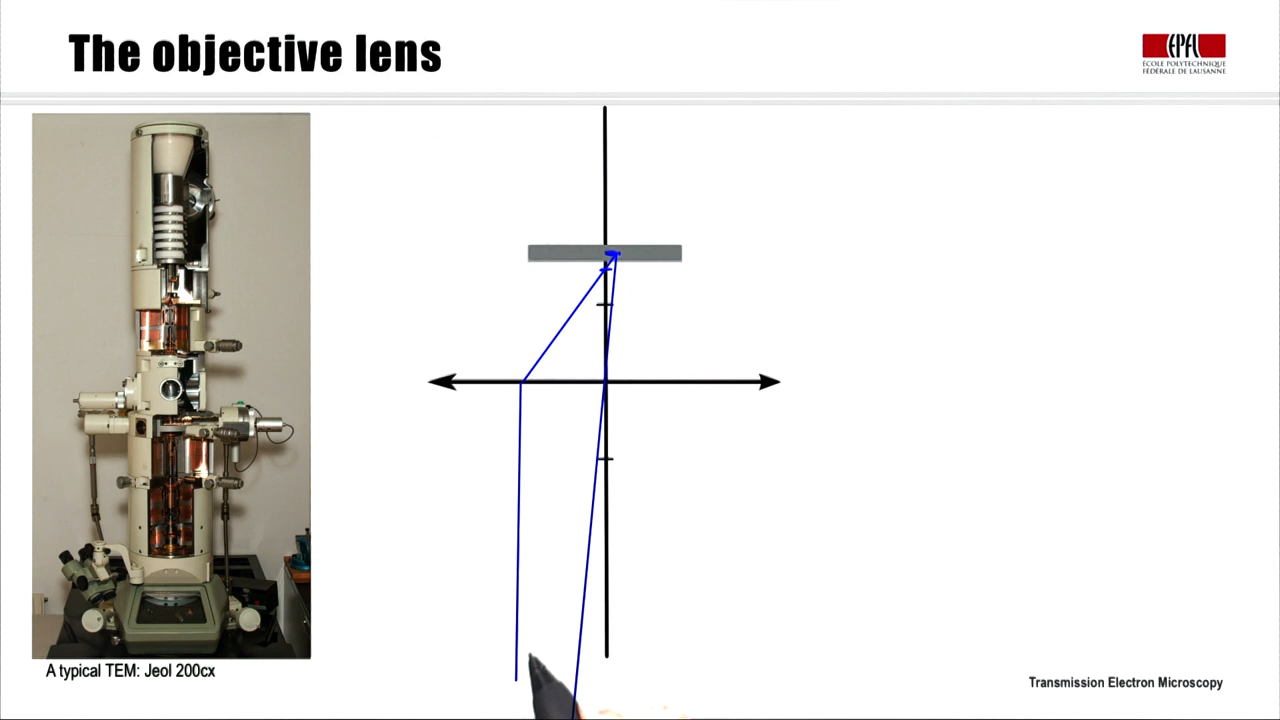 The objective lens
EPFL
ÉCOLE POLYTECHNIQUE
FÉDÉRALE DE LAUSANNE
A typical TEM: Jeol 200cx
Transmission Electron Microscopy